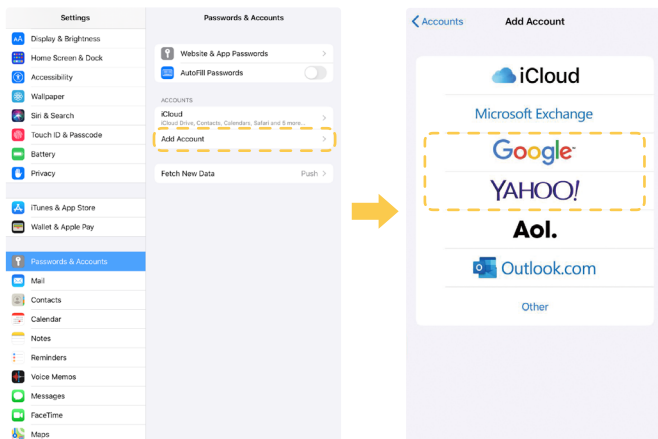 Settings
Display & Brightness
Home Screen & Dock
Accessibility
Wallpaper
Siri & Search
Touch ID & Passcode
Battery
Privacy
iTunes & App Store
Wallet & Apple Pay
Passwords & Accounts
Mail
Contacts
Calendar
Notes
Reminders
Voice Memos
Messages
FaceTime
Maps
Passwords & Accounts
Website & App Passwords
AutoFill Passwords
ACCOUNTS
iCloud
iCloud Drive, Contacts, Calendars, Safari and 6 more...
Add Account
Fetch New Data Push
Accounts Add Account
iCloud
Microsoft Exchange
Google
YAHOO!
Aol.
Outlook.com
Other